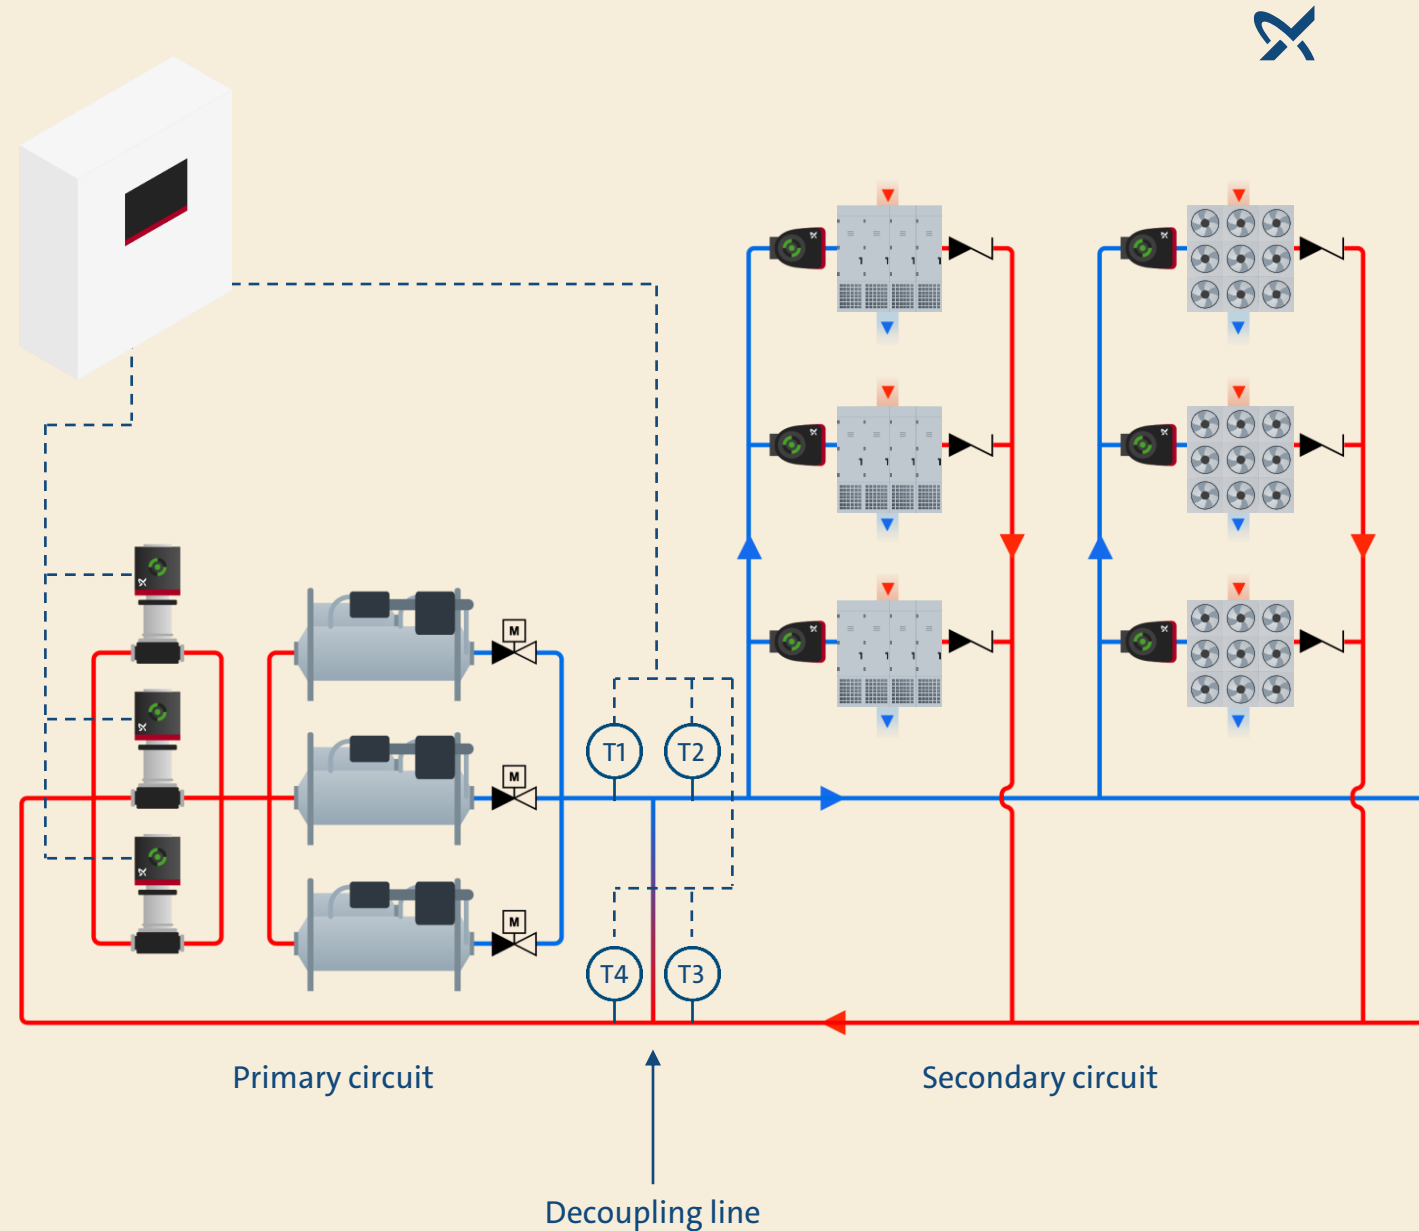 M
T1
T2
M
M
T4
T3
Primary circuit
Secondary circuit
Decoupling line